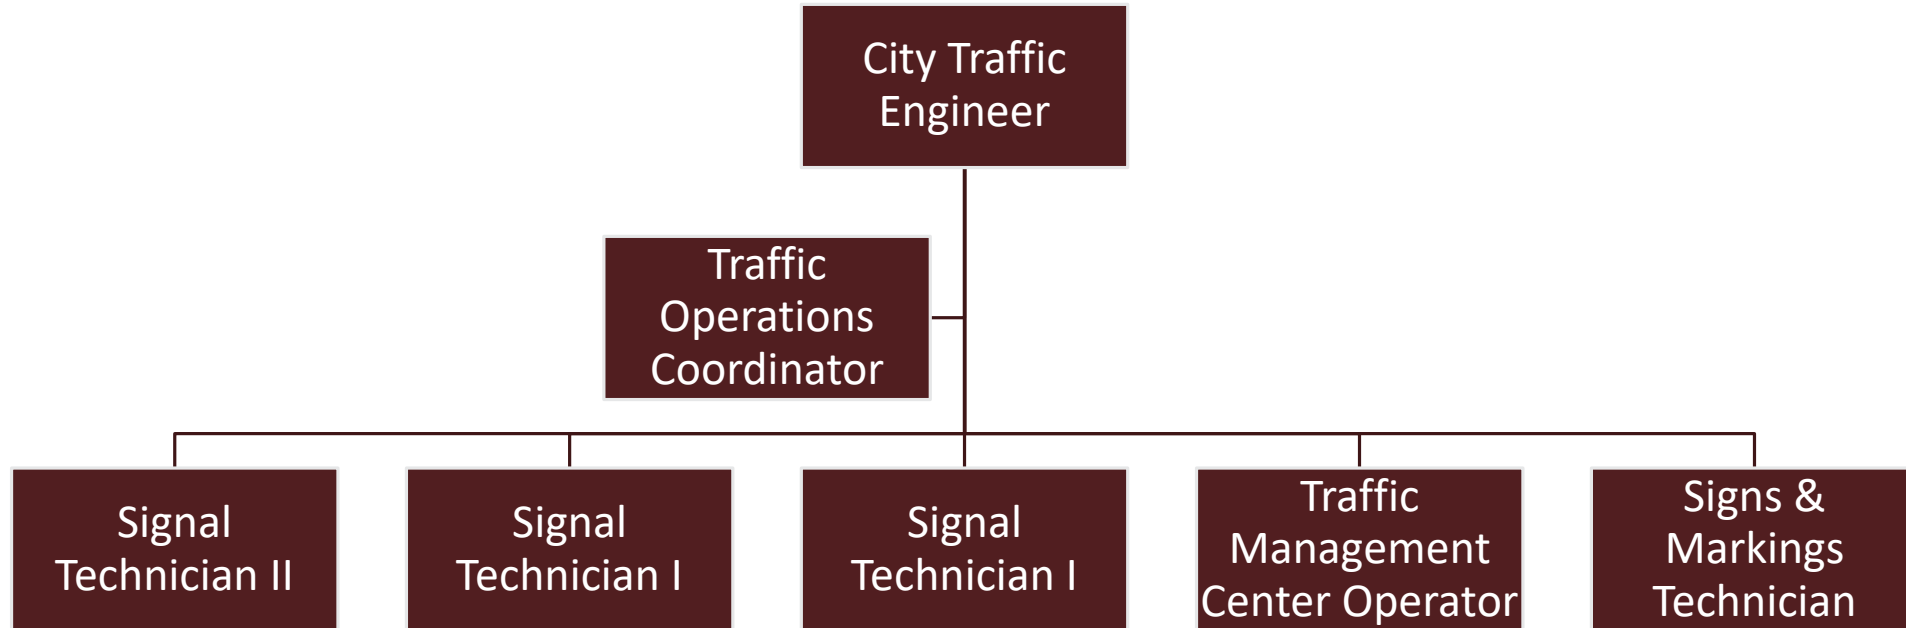 City Traffic
Engineer
Traffic
Operations
Coordinator
Signal
Technician II
Signal
Technician I
Signal
Technician I
Traffic
Management
Center Operator
Signs &
Markings
Technician